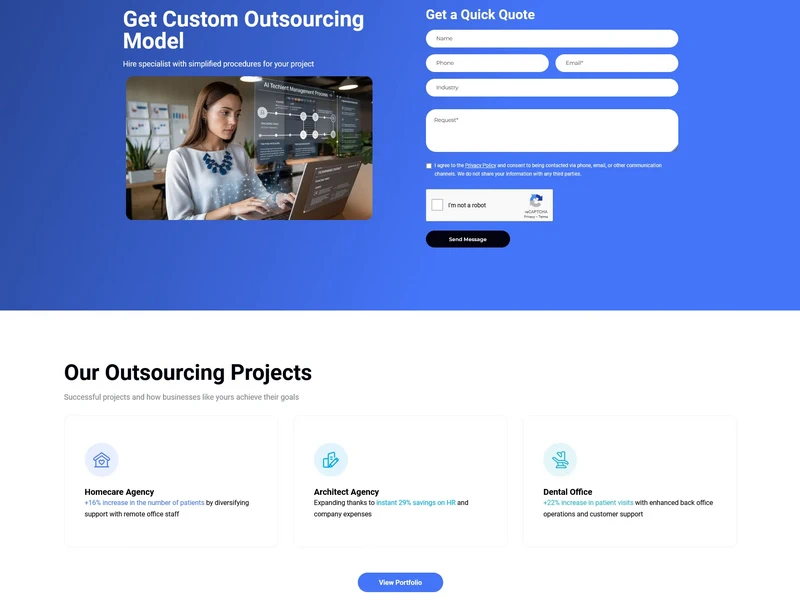 Get Custom Outsourcing
Model
Hire specialist with simplified procedures for your project
AI Techient Management Process
Get a Quick Quote
Name
Phone
Email*
Industry
Request*
I agree to the Privacy Policy and consent to being contacted via phone, email, or other communication
channels. We do not share your information with any third parties.
I'm not a robot
reCAPTCHA
Privacy - Terms
Send Message
Our Outsourcing Projects
Successful projects and how businesses like yours achieve their goals
Homecare Agency
+16% increase in the number of patients by diversifying
support with remote office staff
Architect Agency
Expanding thanks to instant 29% savings on HR and
company expenses
Dental Office
+22% increase in patient visits with enhanced back office
operations and customer support
View Portfolio